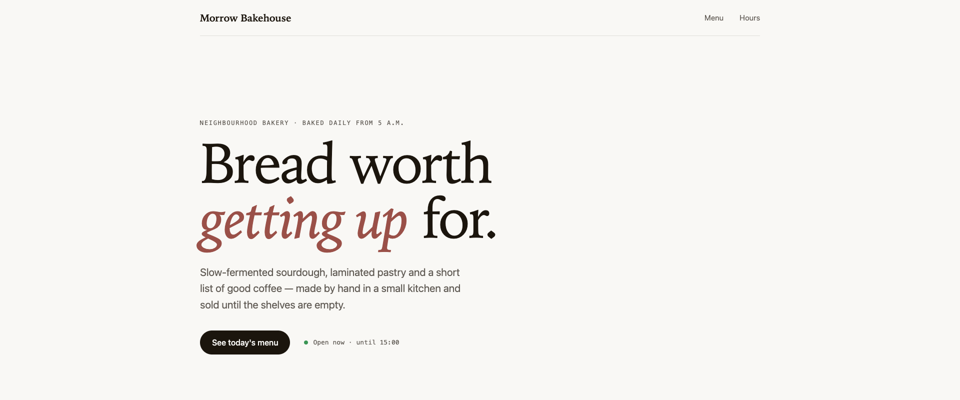 Morrow Bakehouse
Menu
Hours
NEIGHBOURHOOD BAKERY · BAKED DAILY FROM 5 A.M.
Bread worth
getting up for.
Slow-fermented sourdough, laminated pastry and a short
list of good coffee — made by hand in a small kitchen and
sold until the shelves are empty.
See today's menu
Open now · until 15:00